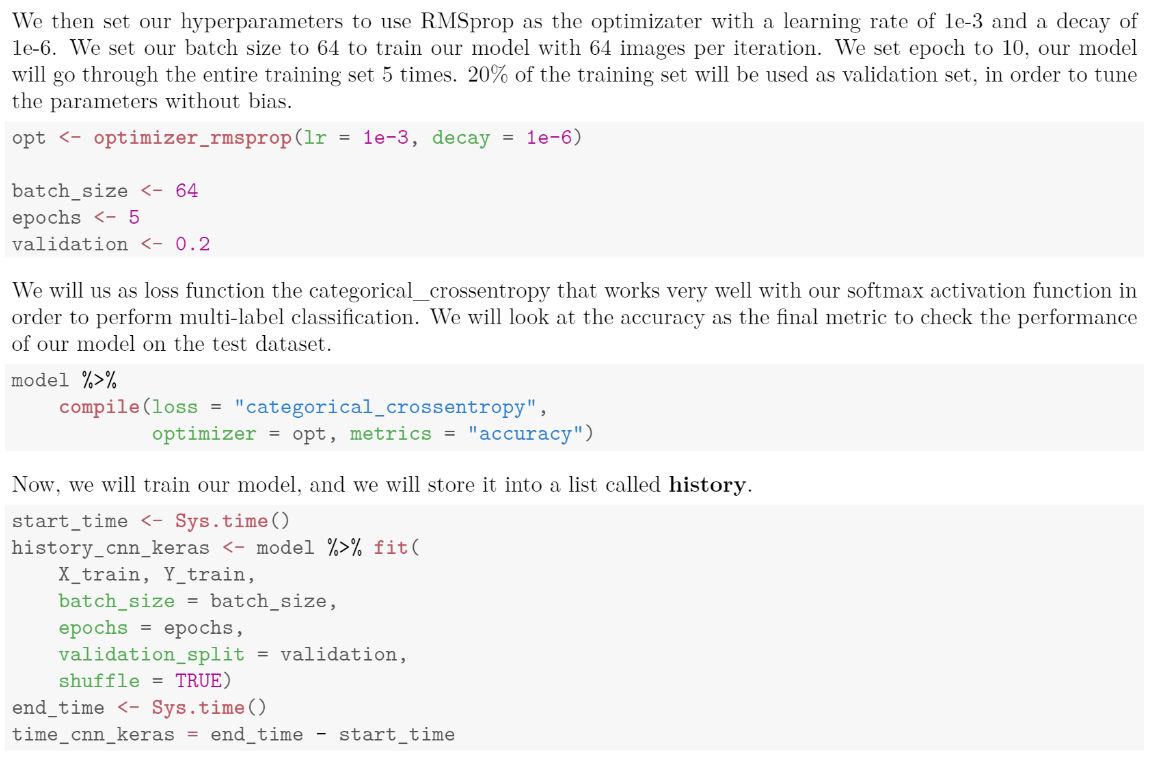 We then set our hyperparameters to use RMSprop as the optimizater with a learning rate of 1e-3 and a decay of
1e-6. We set our batch size to 64 to train our model with 64 images per iteration. We set epoch to 10, our model
will go through the entire training set 5 times. 20% of the training set will be used as validation set, in order to tune
the parameters without bias.
opt <- optimizer_rmsprop(lr = 1e-3, decay = 1e-6)
batch_size <- 64
epochs <- 5
validation <- 0.2
We will us as loss function the categorical_crossentropy that works very well with our softmax activation function in
order to perform multi-label classification. We will look at the accuracy as the final metric to check the performance
of our model on the test dataset.
model %>%
    compile(loss = "categorical_crossentropy",
            optimizer = opt, metrics = "accuracy")
Now, we will train our model, and we will store it into a list called history.
start_time <- Sys.time()
history_cnn_keras <- model %>% fit(
    X_train, Y_train,
    batch_size = batch_size,
    epochs = epochs,
    validation_split = validation,
    shuffle = TRUE)
end_time <- Sys.time()
time_cnn_keras = end_time - start_time